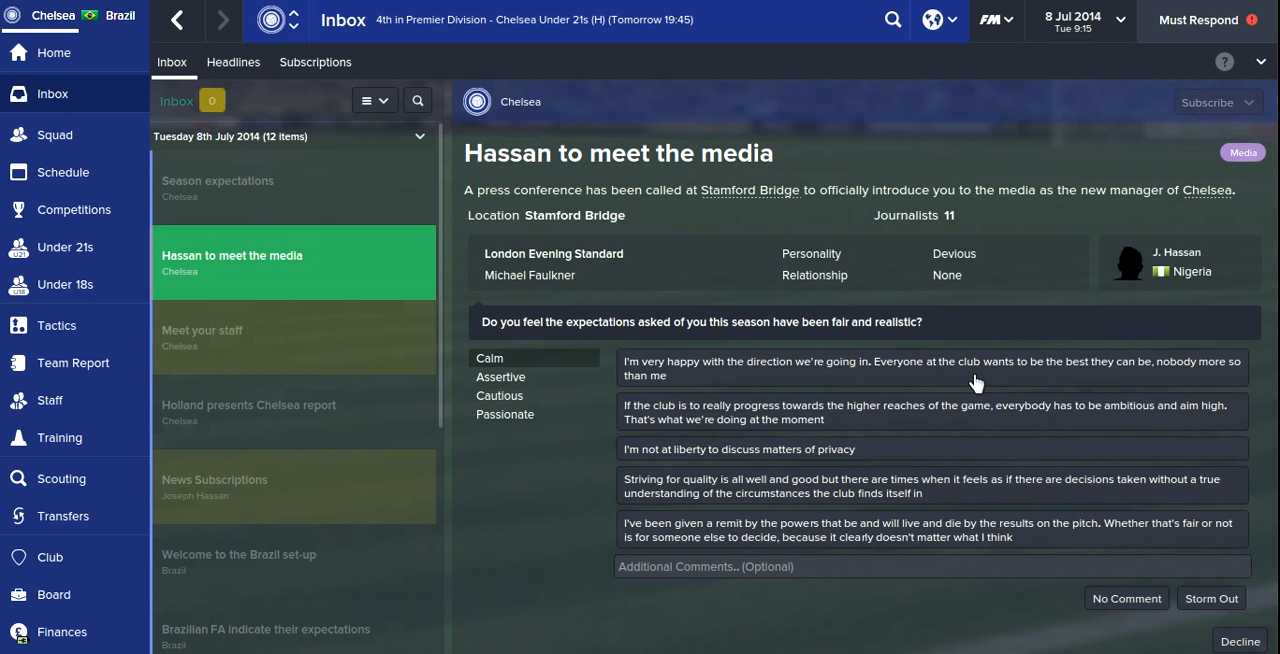 Chelsea Brazil
Inbox 4th in Premier Division - Chelsea Under 21s (H) (Tomorrow 19:45)
FM
8 Jul 2014
Tue 9:15
Must Respond
Home
Inbox
Squad
Schedule
Competitions
Under 21s
Under 18s
Tactics
Team Report
Staff
Training
Scouting
Transfers
Club
Board
Finances
Inbox Headlines Subscriptions
?
Inbox 0
Tuesday 8th July 2014 (12 items)
Season expectations
Chelsea
Hassan to meet the media
Chelsea
Meet your staff
Chelsea
Holland presents Chelsea report
Chelsea
News Subscriptions
Joseph Hassan
Welcome to the Brazil set-up
Brazil
Brazilian FA indicate their expectations
Brazil
Chelsea
Subscribe
Hassan to meet the media
Media
A press conference has been called at Stamford Bridge to officially introduce you to the media as the new manager of Chelsea.
Location Stamford Bridge Journalists 11
London Evening Standard Personality Devious
Michael Faulkner Relationship None
J. Hassan
Nigeria
Do you feel the expectations asked of you this season have been fair and realistic?
Calm
Assertive
Cautious
Passionate
I'm very happy with the direction we're going in. Everyone at the club wants to be the best they can be, nobody more so
than me
If the club is to really progress towards the higher reaches of the game, everybody has to be ambitious and aim high.
That's what we're doing at the moment
I'm not at liberty to discuss matters of privacy
Striving for quality is all well and good but there are times when it feels as if there are decisions taken without a true
understanding of the circumstances the club finds itself in
I've been given a remit by the powers that be and will live and die by the results on the pitch. Whether that's fair or not
is for someone else to decide, because it clearly doesn't matter what I think
Additional Comments.. (Optional)
No Comment Storm Out
Decline